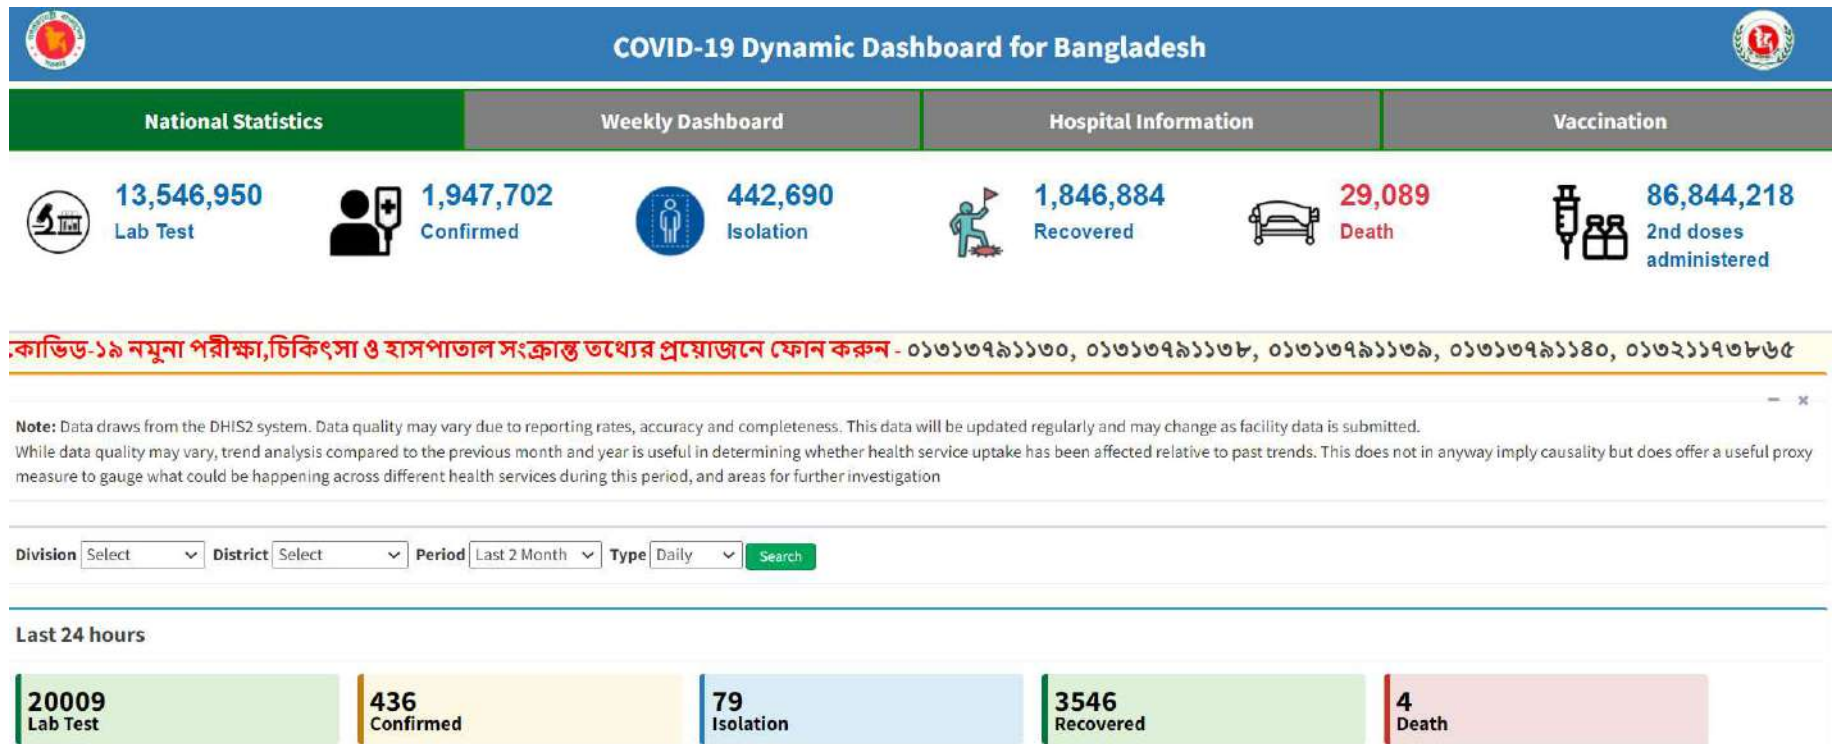 COVID-19 Dynamic Dashboard for Bangladesh
National Statistics Weekly Dashboard Hospital Information Vaccination
13,546,950 1,947,702 442,690 1,846,884 29,089 86,844,218
Lab Test Confirmed Isolation Recovered Death 2nd doses
administered
কোভিড-১৯ নমুনা পরীক্ষা,চিকিৎসা ও হাসপাতাল সংক্রান্ত তথ্যের প্রয়োজনে ফোন করুন - ০১৩১৩৭৯১১৩০, ০১৩১৩৭৯১১৩৮, ০১৩১৩৭৯১১৩৯, ০১৩১৩৭৯১১৪০, ০১৩২১১৭৩৮৬৫
Note: Data draws from the DHIS2 system. Data quality may vary due to reporting rates, accuracy and completeness. This data will be updated regularly and may change as facility data is submitted.
While data quality may vary, trend analysis compared to the previous month and year is useful in determining whether health service uptake has been affected relative to past trends. This does not in anyway imply causality but does offer a useful proxy
measure to gauge what could be happening across different health services during this period, and areas for further investigation
Division Select District Select Period Last 2 Month Type Daily Search
Last 24 hours
20009 436 79 3546 4
Lab Test Confirmed Isolation Recovered Death